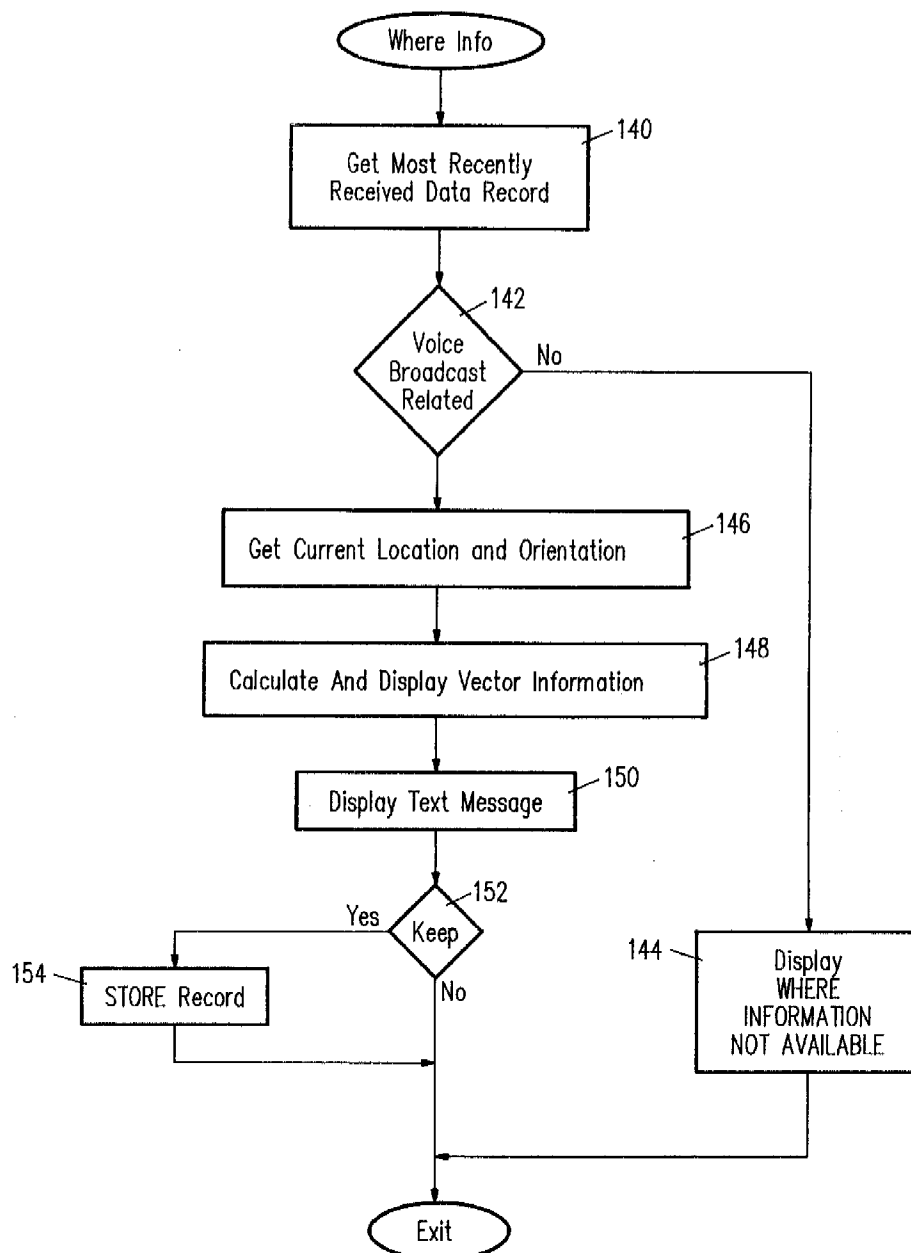 Where Info
140
Get Most Recently
Received Data Record
142
Voice
Broadcast
Related
No
146
Get Current Location and Orientation
148
Calculate And Display Vector Information
150
Display Text Message
152
Keep
Yes
No
154
STORE Record
144
Display
WHERE
INFORMATION
NOT AVAILABLE
Exit